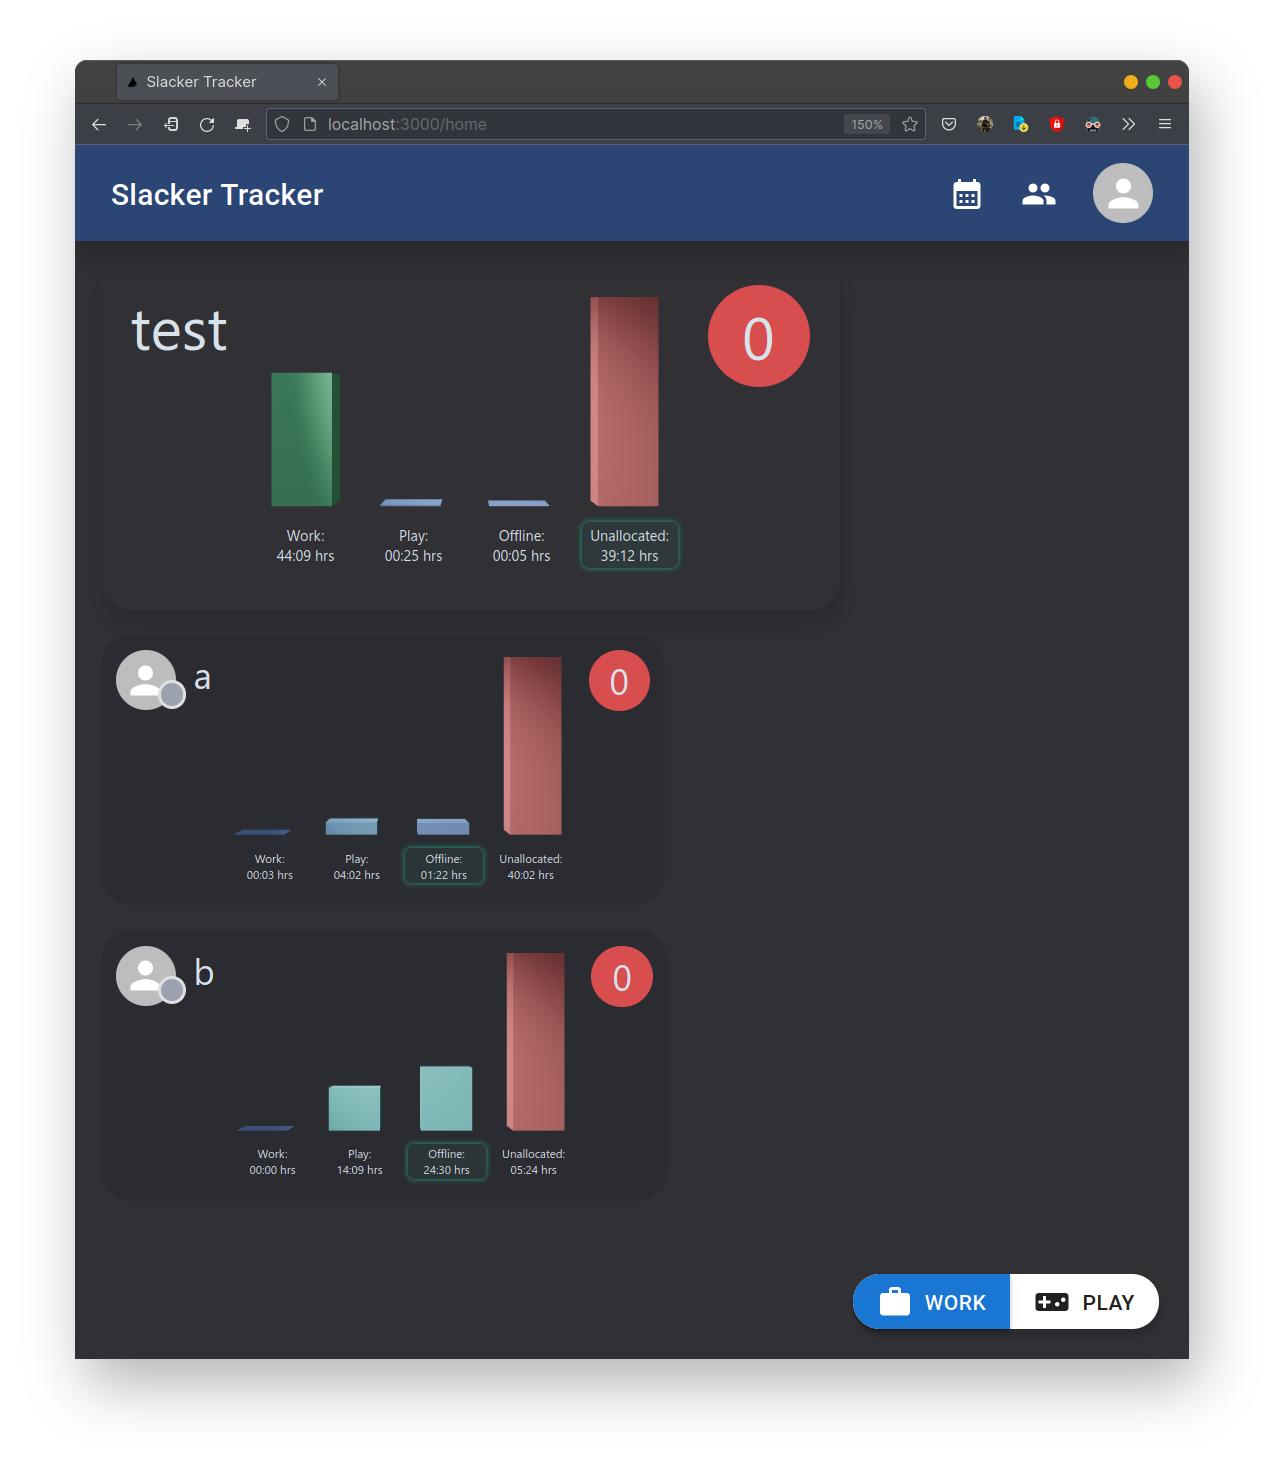 Slacker Tracker
localhost:3000/home
150%
Slacker Tracker
test
0
Work:
44:09 hrs
Play:
00:25 hrs
Offline:
00:05 hrs
Unallocated:
39:12 hrs
a
0
Work:
00:03 hrs
Play:
04:02 hrs
Offline:
01:22 hrs
Unallocated:
40:02 hrs
b
0
Work:
00:00 hrs
Play:
14:09 hrs
Offline:
24:30 hrs
Unallocated:
05:24 hrs
WORK
PLAY